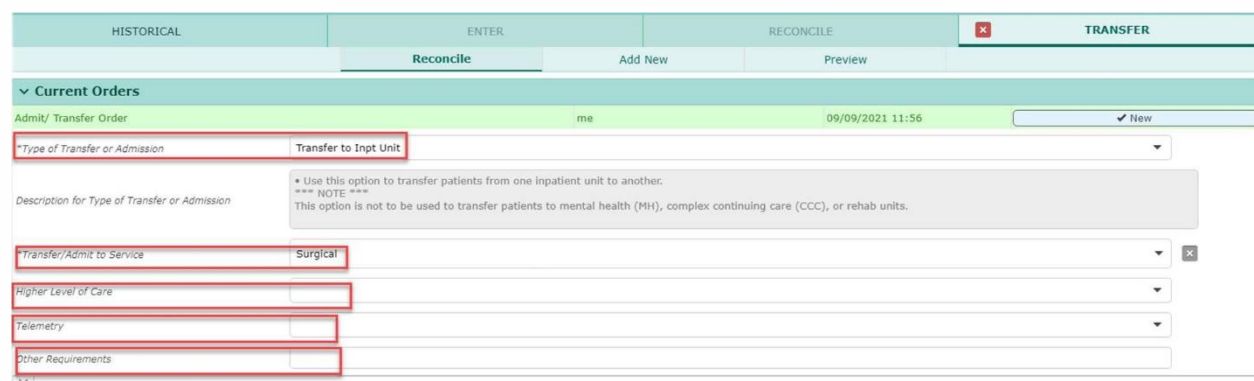 HISTORICAL ENTER RECONCILE TRANSFER
Reconcile Add New Preview
Current Orders
Admit/ Transfer Order me 09/09/2021 11:56 ✔ New
*Type of Transfer or Admission Transfer to Inpt Unit
• Use this option to transfer patients from one inpatient unit to another.
*** NOTE ***
Description for Type of Transfer or Admission
This option is not to be used to transfer patients to mental health (MH), complex continuing care (CCC), or rehab units.
*Transfer/Admit to Service Surgical
Higher Level of Care
Telemetry
Other Requirements